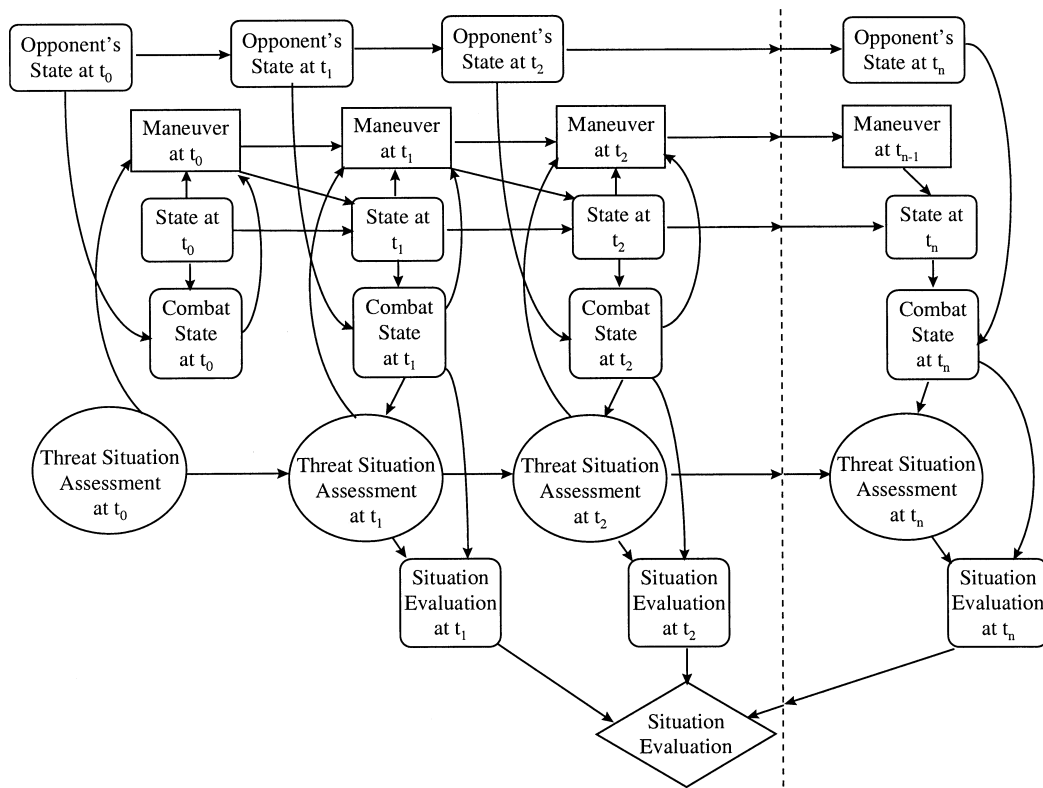 Opponent's
State at t0
Opponent's
State at t1
Opponent's
State at t2
Opponent's
State at tn
Maneuver
at t0
Maneuver
at t1
Maneuver
at t2
Maneuver
at tn-1
State at
t0
State at
t1
State at
t2
State at
tn
Combat
State
at t0
Combat
State
at t1
Combat
State
at t2
Combat
State
at tn
Threat Situation
Assessment
at t0
Threat Situation
Assessment
at t1
Threat Situation
Assessment
at t2
Threat Situation
Assessment
at tn
Situation
Evaluation
at t1
Situation
Evaluation
at t2
Situation
Evaluation
at tn
Situation
Evaluation